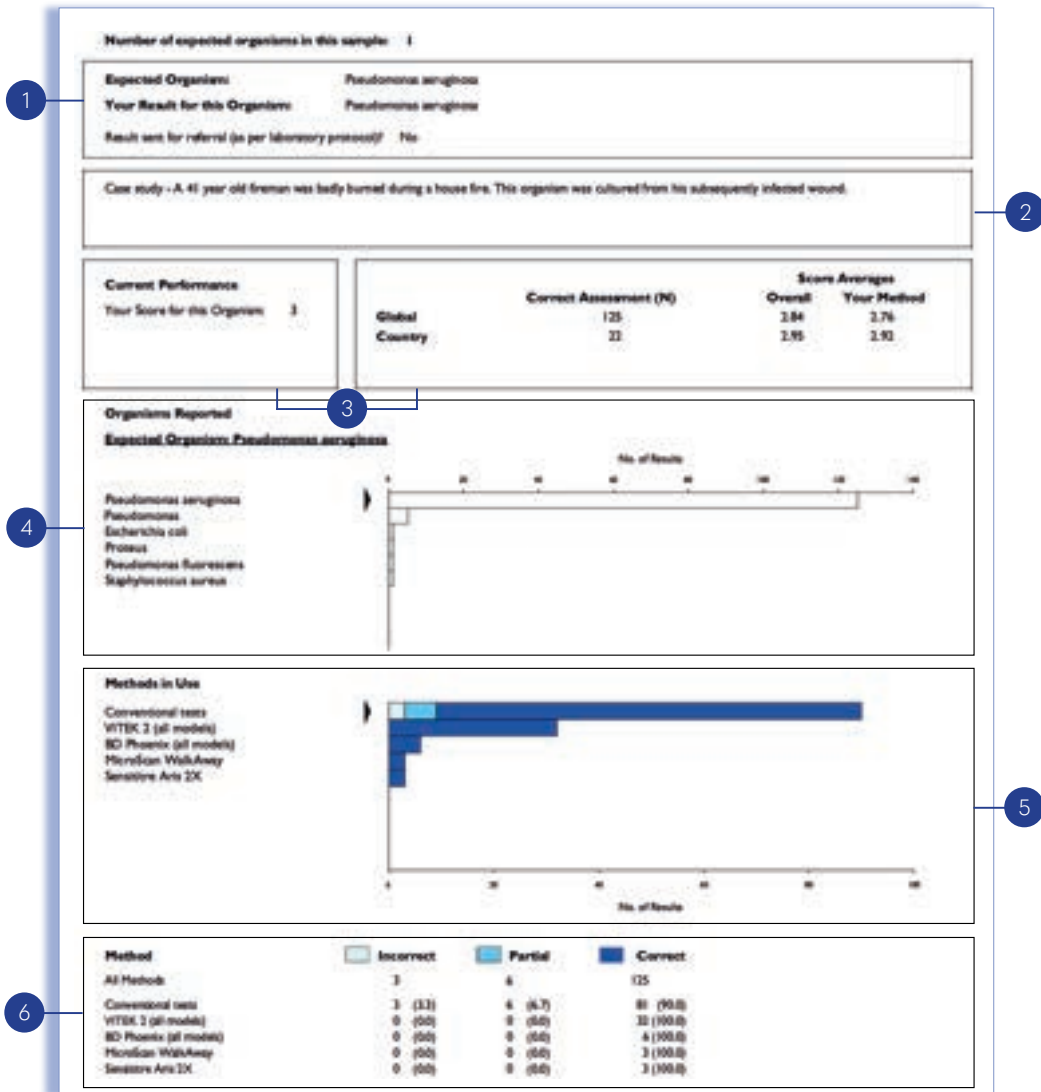 Number of expected organisms in this sample: 1
1
Expected Organism: Pseudomonas aeruginosa
Your Result for this Organism: Pseudomonas aeruginosa
Result sent for referral (as per laboratory protocol)? No
Case study - A 41 year old fireman was badly burned during a house fire. This organism was cultured from his subsequently infected wound.
2
Current Performance
Your Score for this Organism: 3
Score Averages
Correct Assessment (N) Overall Your Method
Global 125 2.84 2.76
Country 22 2.95 2.92
3
Organisms Reported
Expected Organism: Pseudomonas aeruginosa
No. of Results
0 20 40 60 80 100 120 140
Pseudomonas aeruginosa
Pseudomonas
Escherichia coli
Proteus
Pseudomonas fluorescens
Staphylococcus aureus
4
Methods in Use
Conventional tests
VITEK 2 (all models)
BD Phoenix (all models)
MicroScan WalkAway
Sensititre Aris 2X
5
0 20 40 60 80 100
No. of Results
Method Incorrect Partial Correct
All Methods 3 6 125
6
Conventional tests 3 (3.3) 6 (6.7) 81 (90.0)
VITEK 2 (all models) 0 (0.0) 0 (0.0) 32 (100.0)
BD Phoenix (all models) 0 (0.0) 0 (0.0) 6 (100.0)
MicroScan WalkAway 0 (0.0) 0 (0.0) 3 (100.0)
Sensititre Aris 2X 0 (0.0) 0 (0.0) 3 (100.0)